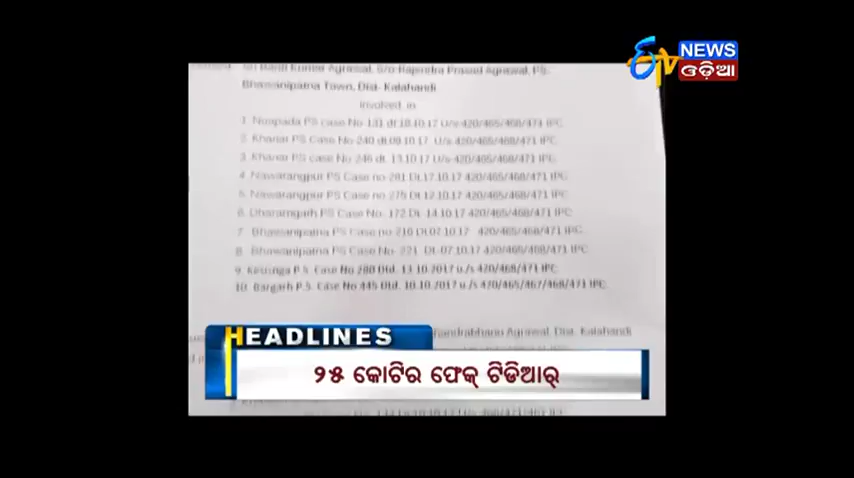 ETV NEWS
ଓଡ଼ିଆ
Sri Banti Kumar Agrawal, S/o-Rajendra Prasad Agrawal, PS-
Bhawanipatna Town, Dist- Kalahandi
involved in
1. Nuapada PS case No-131 dt.18.10.17 U/s 420/465/468/471 IPC
2. Khariar PS Case No-240 dt.09.10.17 U/s 420/465/468/471 IPC
3. Khariar PS case No-246 dt. 13.10.17 U/s 420/465/468/471 IPC
4. Nawarangpur PS Case no 281 Dt.17.10.17 420/465/468/471 IPC
5. Nawarangpur PS Case no 275 Dt.12.10.17 420/465/468/471 IPC
6. Dharamgarh PS Case No. 172 Dt. 14.10.17 420/465/468/471 IPC
7. Bhawanipatna PS Case no 216 Dt.07.10.17 420/465/468/471 IPC
8. Bhawanipatna PS Case No- 221 Dt-07.10.17 420/465/468/471 IPC
9. Kesinga P.S. Case No 280 Dtd. 13.10.2017 u/s 420/468/471 IPC
10. Bargarh P.S. Case No 445 Dtd. 10.10.2017 u/s 420/465/467/468/471 IPC
Agrawal, Dist- Kalahandi
HEADLINES
୨୫ କୋଟିର ଫେକ୍ ଟିଡିଆର୍